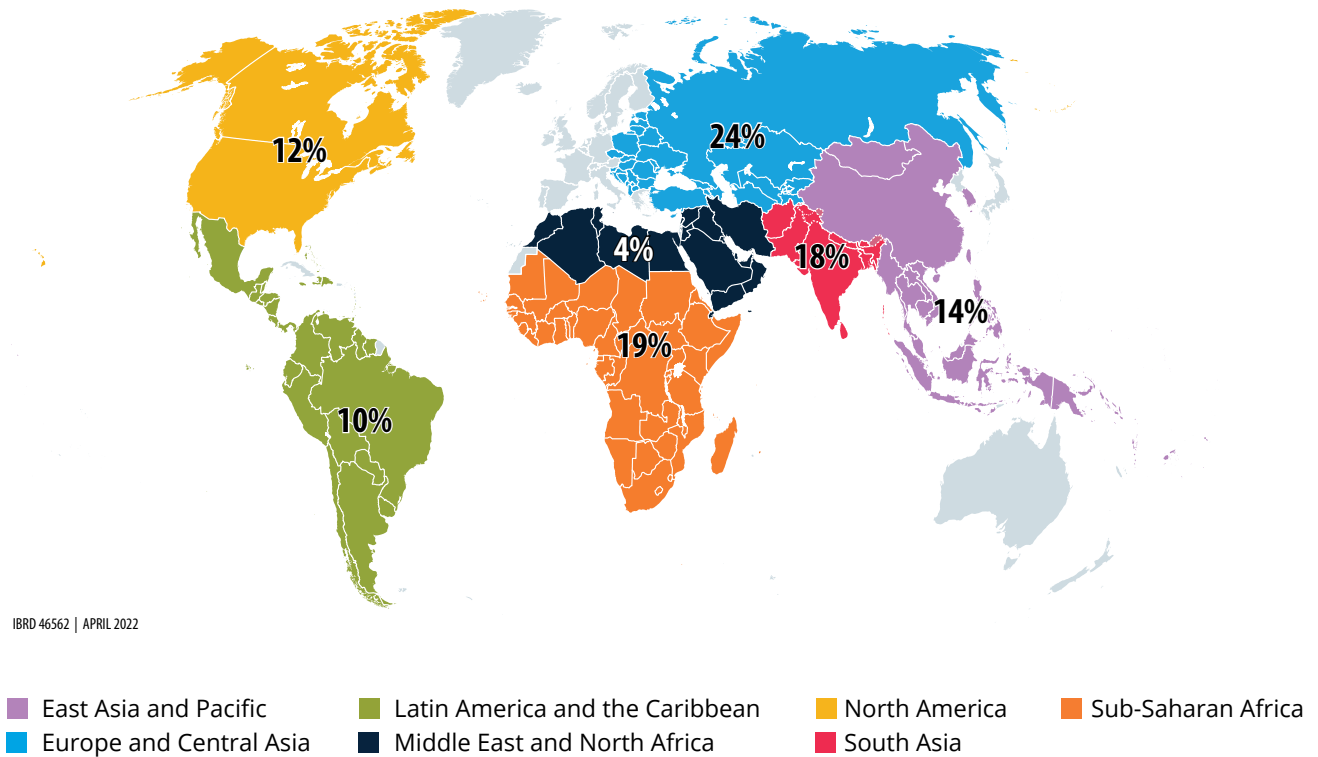 12%
24%
4%
18%
14%
19%
10%
IBRD 46562 | APRIL 2022
East Asia and Pacific
Latin America and the Caribbean
North America
Sub-Saharan Africa
Europe and Central Asia
Middle East and North Africa
South Asia